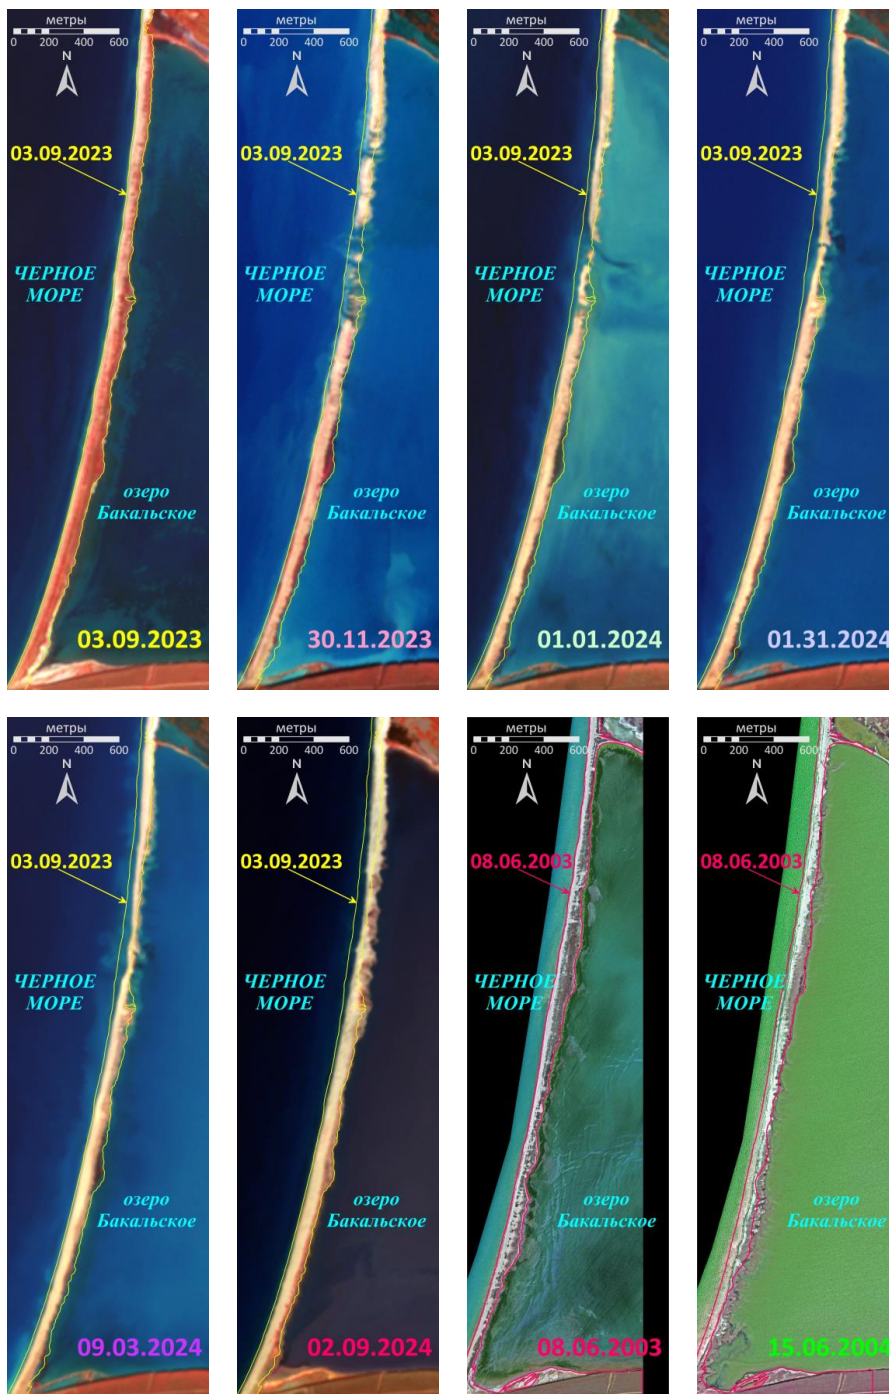 метры
0 200 400 600
N
03.09.2023
ЧЕРНОЕ
МОРЕ
озеро
Бакальское
03.09.2023
метры
0 200 400 600
N
03.09.2023
ЧЕРНОЕ
МОРЕ
озеро
Бакальское
30.11.2023
метры
0 200 400 600
N
03.09.2023
ЧЕРНОЕ
МОРЕ
озеро
Бакальское
01.01.2024
метры
0 200 400 600
N
03.09.2023
ЧЕРНОЕ
МОРЕ
озеро
Бакальское
01.31.2024
метры
0 200 400 600
N
03.09.2023
ЧЕРНОЕ
МОРЕ
озеро
Бакальское
09.03.2024
метры
0 200 400 600
N
03.09.2023
ЧЕРНОЕ
МОРЕ
озеро
Бакальское
02.09.2024
метры
0 200 400 600
N
08.06.2003
ЧЕРНОЕ
МОРЕ
озеро
Бакальское
08.06.2003
метры
0 200 400 600
N
08.06.2003
ЧЕРНОЕ
МОРЕ
озеро
Бакальское
15.06.2004